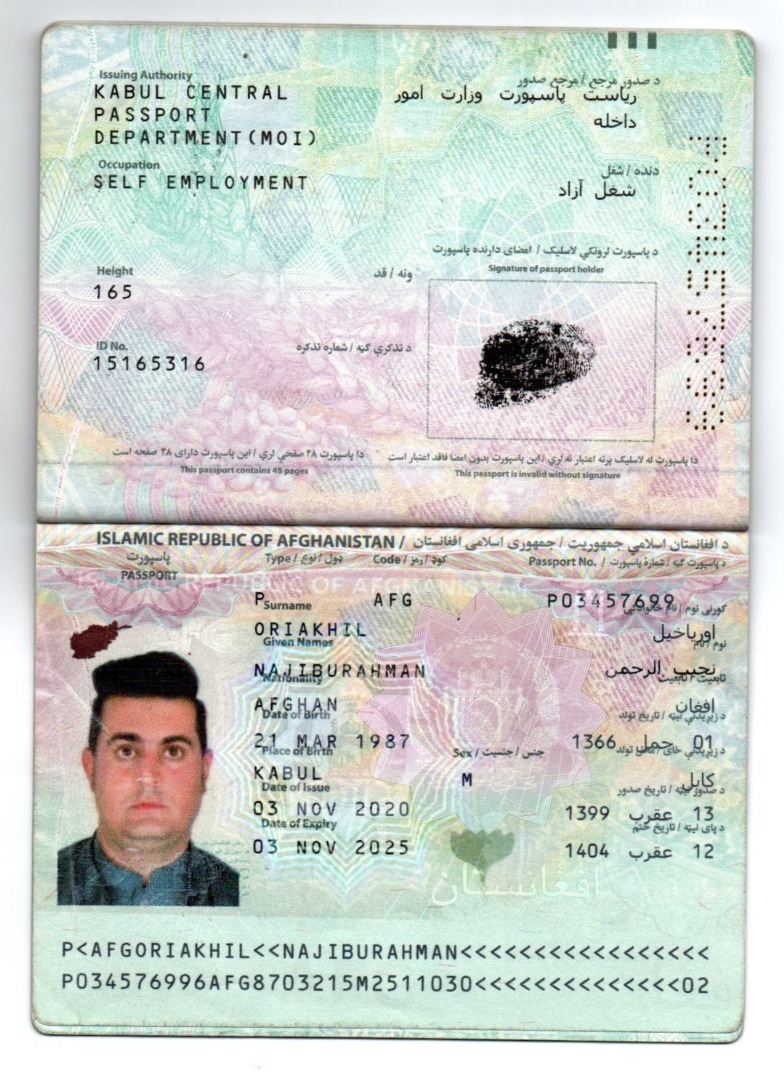 Issuing Authority د صدور مرجع / مرجع صدور
KABUL CENTRAL ریاست پاسپورت وزارت امور
PASSPORT داخله
DEPARTMENT(MOI)
Occupation دنده / شغل
SELF EMPLOYMENT شغل آزاد
د پاسپورت لرونکي لاسلیک / امضای دارنده پاسپورت
Signature of passport holder
Height ونه / قد
165
ID No. د تذکرې ګڼه / شماره تذکره
15165316
دا پاسپورت ۴۸ صفحې لري / این پاسپورت دارای ۴۸ صفحه است
This passport contains 48 pages
دا پاسپورت له لاسلیک پرته اعتبار نه لري / این پاسپورت بدون امضا فاقد اعتبار است
This passport is invalid without signature
ISLAMIC REPUBLIC OF AFGHANISTAN / د افغانستان اسلامي جمهوریت / جمهوری اسلامی افغانستان
پاسپورت Type / ډول / نوع Code / کوډ / رمز Passport No. / د پاسپورت ګڼه / شماره پاسپورت
PASSPORT
P AFG P03457699
Surname کورنی نوم / نام خانوادگی
ORIAKHIL اوریاخیل
Given Names نوم / نام
NAJIBURAHMAN نجیب الرحمن
Nationality تابعیت / تابعیت
AFGHAN افغان
Date of Birth د زیږیدنې نېټه / تاریخ تولد
21 MAR 1987 01 حمل 1366
Place of Birth Sex / جنس / جنسیت د زیږیدنې ځای / محل تولد
KABUL M کابل
Date of Issue د صدور نېټه / تاریخ صدور
03 NOV 2020 13 عقرب 1399
Date of Expiry د پای نېټه / تاریخ ختم
03 NOV 2025 12 عقرب 1404
افغانستان
P<AFGORIAKHIL<<NAJIBURAHMAN<<<<<<<<<<<<<<<<<
P034576996AFG8703215M2511030<<<<<<<<<<<<<<02